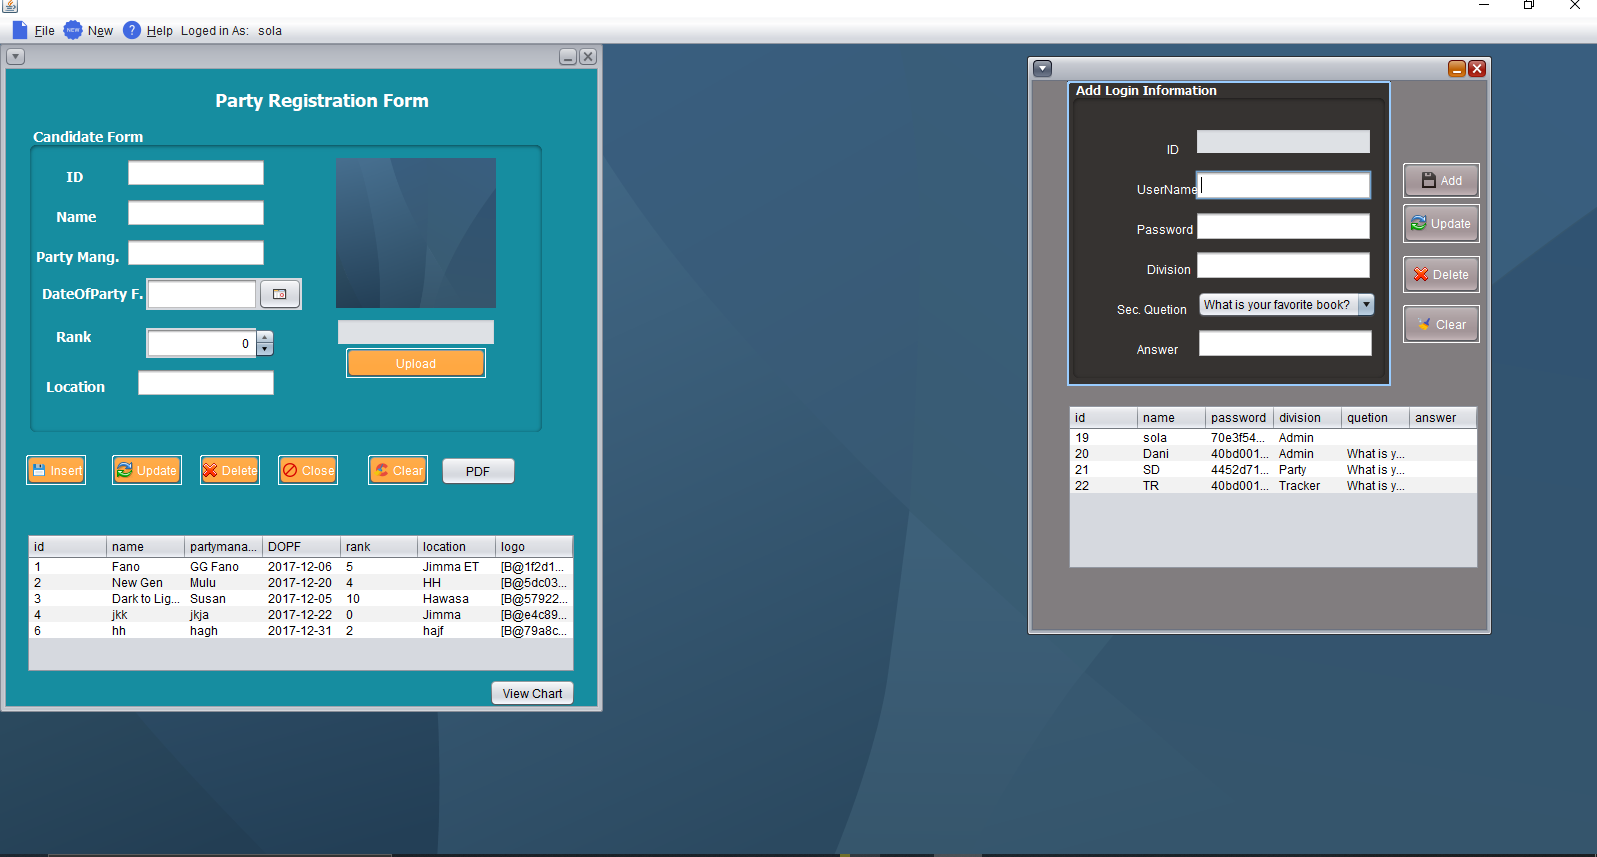 File New Help Loged in As: sola
Party Registration Form
Candidate Form
ID
Name
Party Mang.
DateOfParty F.
Rank 0
Location
Upload
Insert Update Delete Close Clear PDF
id name partymana... DOPF rank location logo
1 Fano GG Fano 2017-12-06 5 Jimma ET [B@1f2d1...
2 New Gen Mulu 2017-12-20 4 HH [B@5dc03...
3 Dark to Lig... Susan 2017-12-05 10 Hawasa [B@57922...
4 jkk jkja 2017-12-22 0 Jimma [B@e4c89...
6 hh hagh 2017-12-31 2 hajf [B@79a8c...
View Chart
Add Login Information
ID
UserName
Password
Division
Sec. Quetion What is your favorite book?
Answer
Add
Update
Delete
Clear
id name password division quetion answer
19 sola 70e3f54... Admin
20 Dani 40bd001... Admin What is y...
21 SD 4452d71... Party What is y...
22 TR 40bd001... Tracker What is y...